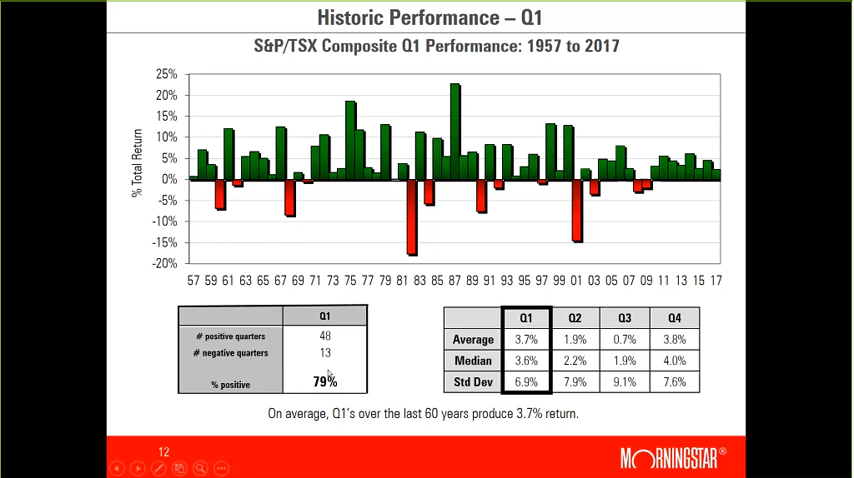 Historic Performance – Q1
S&P/TSX Composite Q1 Performance: 1957 to 2017
% Total Return
25%
20%
15%
10%
5%
0%
-5%
-10%
-15%
-20%
57 59 61 63 65 67 69 71 73 75 77 79 81 83 85 87 89 91 93 95 97 99 01 03 05 07 09 11 13 15 17
Q1
# positive quarters 48
# negative quarters 13
% positive 79%
Q1 Q2 Q3 Q4
Average 3.7% 1.9% 0.7% 3.8%
Median 3.6% 2.2% 1.9% 4.0%
Std Dev 6.9% 7.9% 9.1% 7.6%
On average, Q1's over the last 60 years produce 3.7% return.
12
MORNINGSTAR®